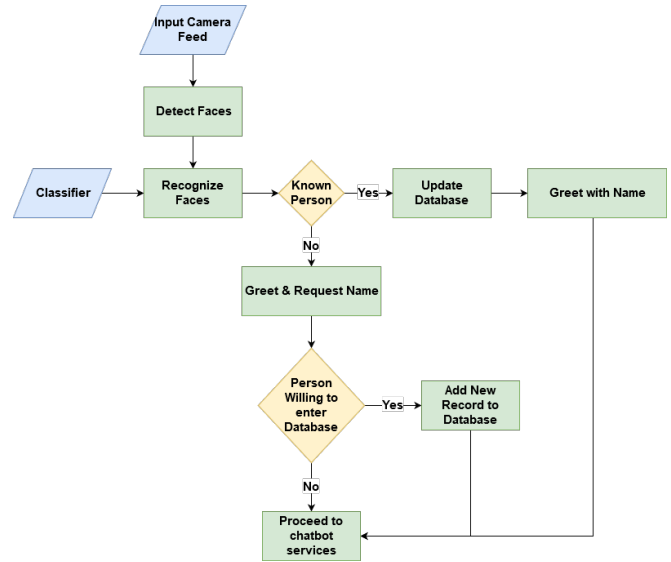 Input Camera
Feed
Detect Faces
Classifier
Recognize
Faces
Known
Person
Yes
Update
Database
Greet with Name
No
Greet & Request Name
Person
Willing to
enter
Database
Yes
Add New
Record to
Database
No
Proceed to
chatbot
services